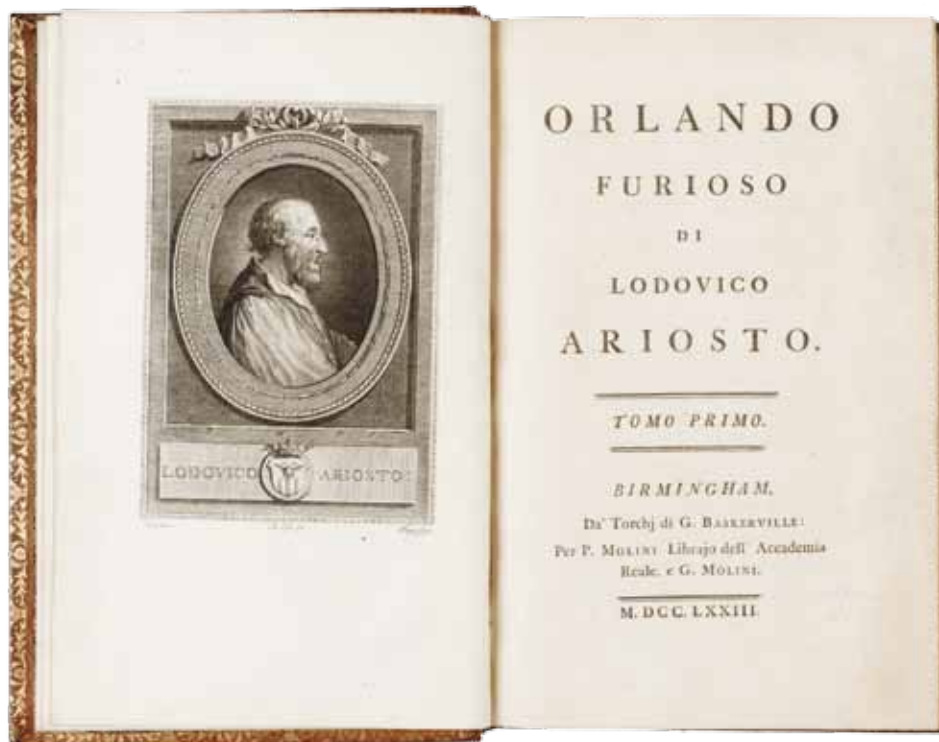 LODOVICO ARIOSTO.
ORLANDO
FURIOSO
DI
LODOVICO
ARIOSTO.
TOMO PRIMO.
BIRMINGHAM,
Da' Torchj di G. BASKERVILLE:
Per P. MOLINI Librajo dell' Accademia
Reale, e G. MOLINI.
M.DCC.LXXIII.